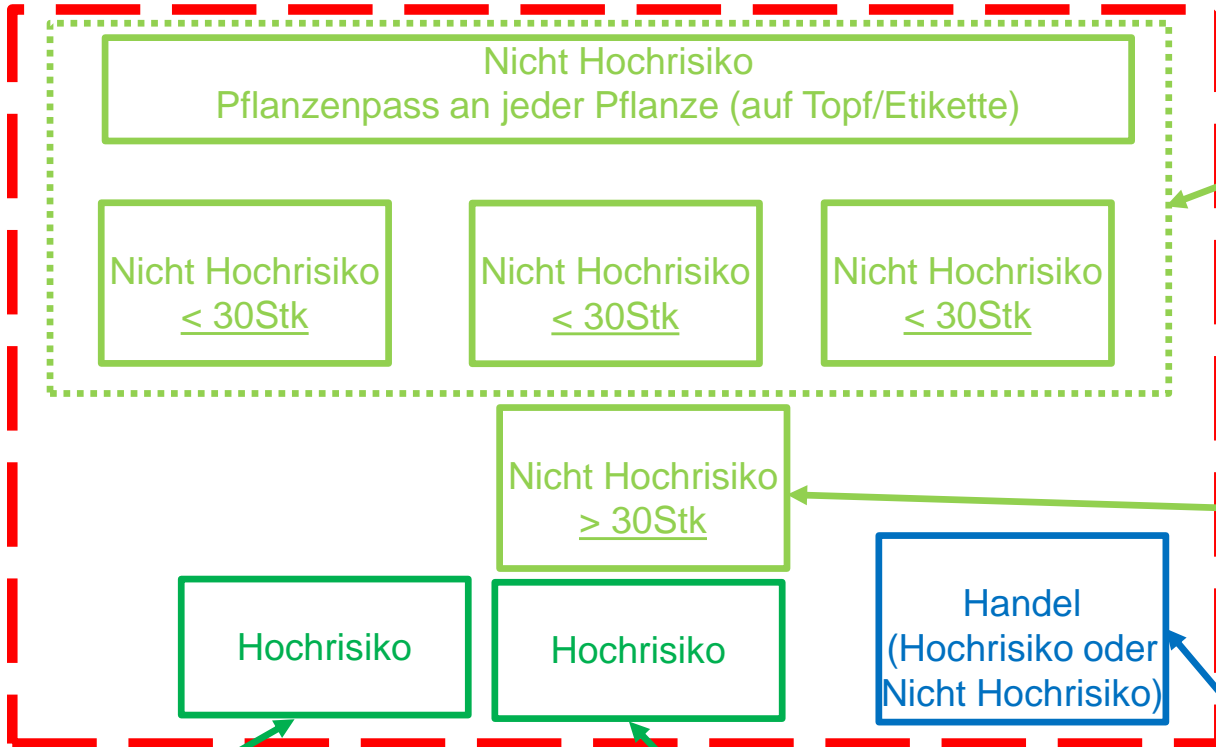 Nicht Hochrisiko
Pflanzenpass an jeder Pflanze (auf Topf/Etikette)
Nicht Hochrisiko
< 30Stk
Nicht Hochrisiko
< 30Stk
Nicht Hochrisiko
< 30Stk
Nicht Hochrisiko
> 30Stk
Hochrisiko
Hochrisiko
Handel
(Hochrisiko oder
Nicht Hochrisiko)